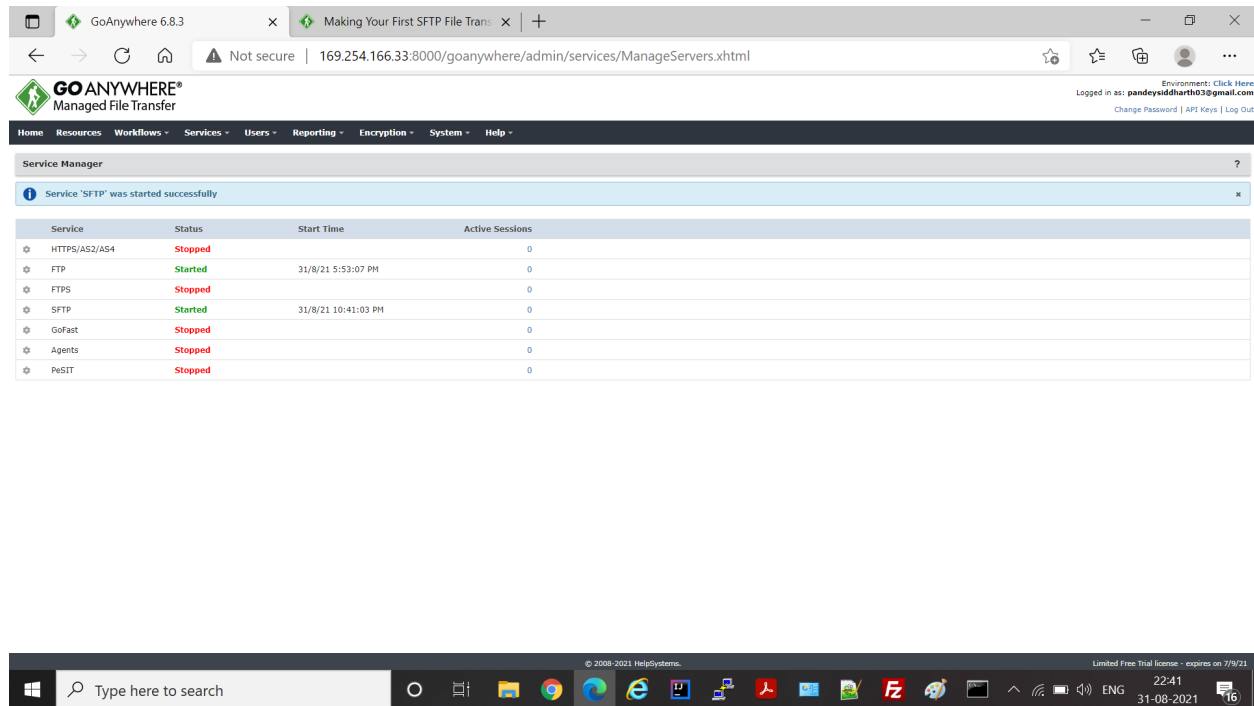 GoAnywhere 6.8.3
Making Your First SFTP File Trans
Not secure | 169.254.166.33:8000/goanywhere/admin/services/ManageServers.xhtml
GO ANYWHERE®
Managed File Transfer
Environment: Click Here
Logged in as: pandeysiddharth03@gmail.com
Change Password | API Keys | Log Out
Home Resources Workflows Services Users Reporting Encryption System Help
Service Manager ?
Service 'SFTP' was started successfully
Service Status Start Time Active Sessions
HTTPS/AS2/AS4 Stopped 0
FTP Started 31/8/21 5:53:07 PM 0
FTPS Stopped 0
SFTP Started 31/8/21 10:41:03 PM 0
GoFast Stopped 0
Agents Stopped 0
PeSIT Stopped 0
© 2008-2021 HelpSystems.
Limited Free Trial license - expires on 7/9/21
Type here to search
ENG
22:41
31-08-2021
16